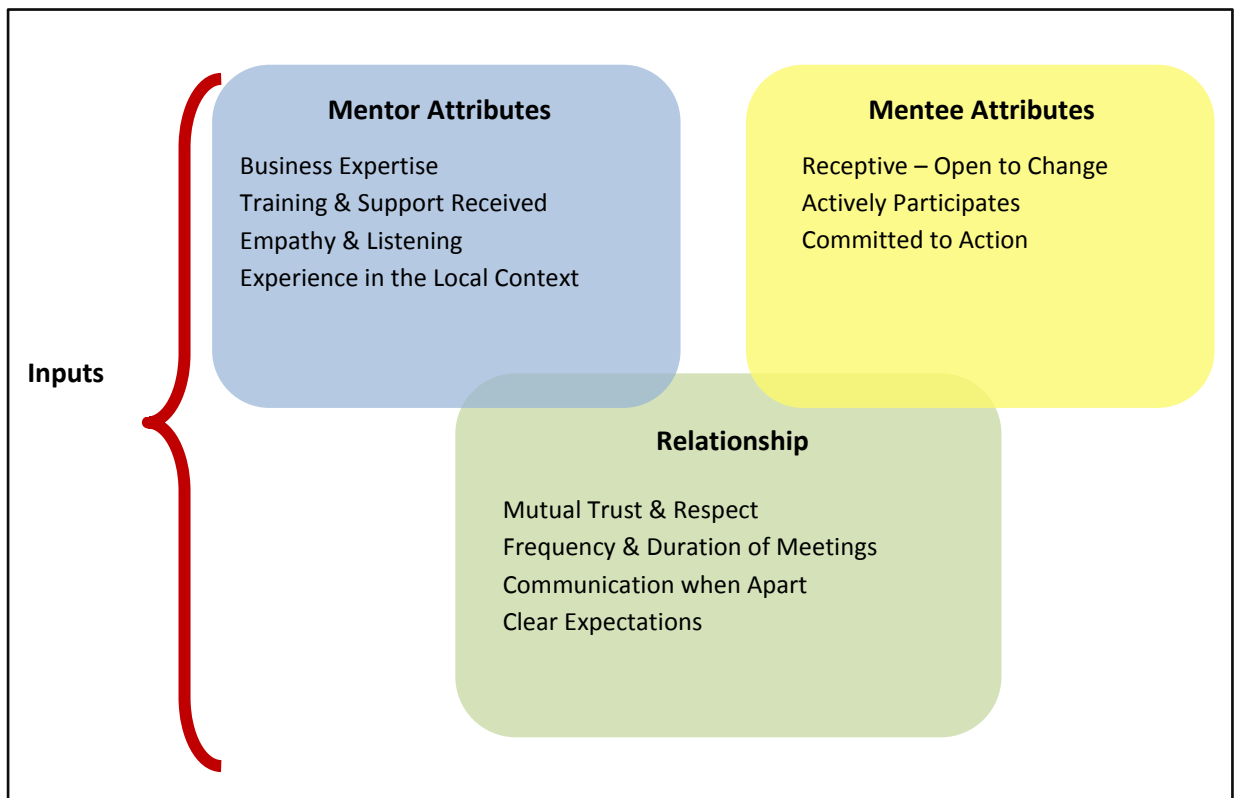 Mentor Attributes
Business Expertise
Training & Support Received
Empathy & Listening
Experience in the Local Context
Mentee Attributes
Receptive – Open to Change
Actively Participates
Committed to Action
Inputs
Relationship
Mutual Trust & Respect
Frequency & Duration of Meetings
Communication when Apart
Clear Expectations